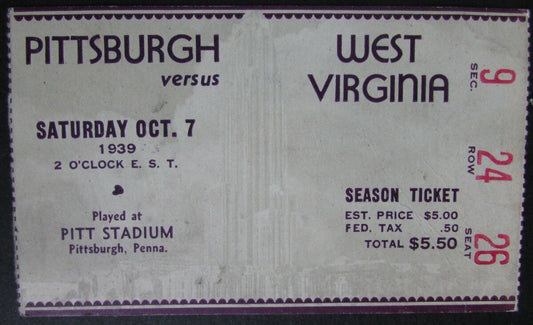 PITTSBURGH
versus
WEST
VIRGINIA
SATURDAY OCT. 7
1939
2 O'CLOCK E. S. T.
Played at
PITT STADIUM
Pittsburgh, Penna.
SEASON TICKET
EST. PRICE $5.00
FED. TAX .50
TOTAL $5.50
SEC. 9
ROW 24
SEAT 26